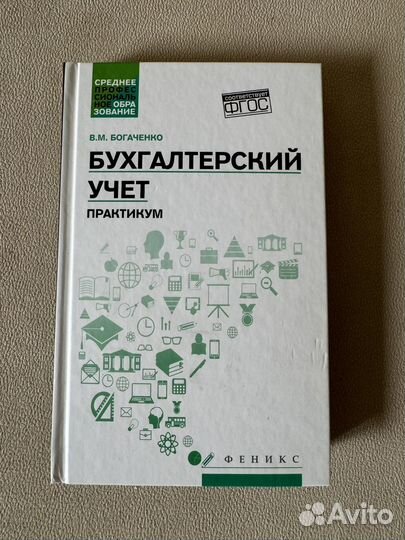 СРЕДНЕЕ
ПРОФЕС
СИОНАЛЬ
НОЕ ОБРА
ЗОВАНИЕ
соответствует
ФГОС
В.М. БОГАЧЕНКО
БУХГАЛТЕРСКИЙ
УЧЕТ
ПРАКТИКУМ
ФЕНИКС
Avito